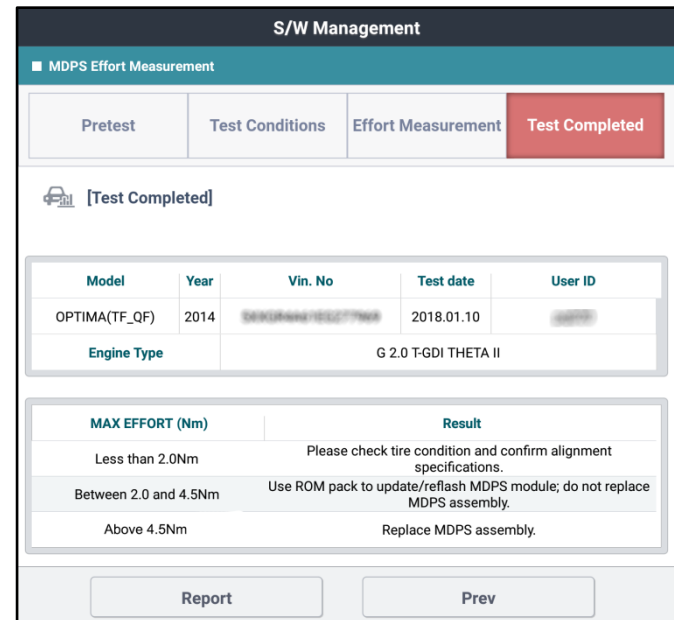 S/W Management
MDPS Effort Measurement
Pretest
Test Conditions
Effort Measurement
Test Completed
[Test Completed]
Model Year Vin. No Test date User ID
OPTIMA(TF_QF) 2014 2018.01.10
Engine Type G 2.0 T-GDI THETA II
MAX EFFORT (Nm) Result
Less than 2.0Nm Please check tire condition and confirm alignment
specifications.
Between 2.0 and 4.5Nm Use ROM pack to update/reflash MDPS module; do not replace
MDPS assembly.
Above 4.5Nm Replace MDPS assembly.
Report Prev